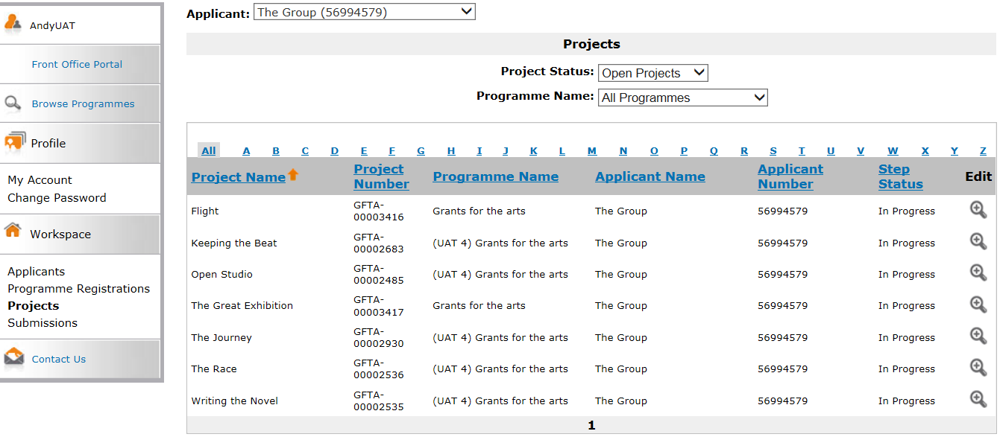 AndyUAT
Front Office Portal
Browse Programmes
Profile
My Account
Change Password
Workspace
Applicants
Programme Registrations
Projects
Submissions
Contact Us
Applicant: The Group (56994579)
Projects
Project Status: Open Projects
Programme Name: All Programmes
All A B C D E F G H I J K L M N O P Q R S T U V W X Y Z
Project Name Project Number Programme Name Applicant Name Applicant Number Step Status Edit
Flight GFTA-00003416 Grants for the arts The Group 56994579 In Progress
Keeping the Beat GFTA-00002683 (UAT 4) Grants for the arts The Group 56994579 In Progress
Open Studio GFTA-00002485 (UAT 4) Grants for the arts The Group 56994579 In Progress
The Great Exhibition GFTA-00003417 Grants for the arts The Group 56994579 In Progress
The Journey GFTA-00002930 (UAT 4) Grants for the arts The Group 56994579 In Progress
The Race GFTA-00002536 (UAT 4) Grants for the arts The Group 56994579 In Progress
Writing the Novel GFTA-00002535 (UAT 4) Grants for the arts The Group 56994579 In Progress
1